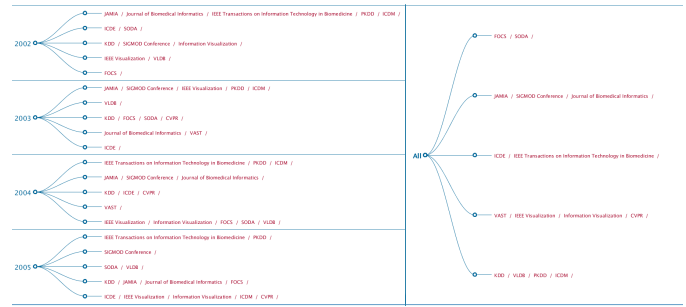 JAMIA / Journal of Biomedical Informatics / IEEE Transactions on Information Technology in Biomedicine / PKDD / ICDM /
ICDE / SODA /
2002
KDD / SIGMOD Conference / Information Visualization /
IEEE Visualization / VLDB /
FOCS /
JAMIA / SIGMOD Conference / IEEE Visualization / PKDD / ICDM /
VLDB /
2003
KDD / FOCS / SODA / CVPR /
Journal of Biomedical Informatics / VAST /
ICDE /
IEEE Transactions on Information Technology in Biomedicine / PKDD / ICDM /
JAMIA / SIGMOD Conference / Journal of Biomedical Informatics /
2004
KDD / ICDE / CVPR /
VAST /
IEEE Visualization / Information Visualization / FOCS / SODA / VLDB /
IEEE Transactions on Information Technology in Biomedicine / PKDD /
SIGMOD Conference /
2005
SODA / VLDB /
KDD / JAMIA / Journal of Biomedical Informatics / FOCS /
ICDE / IEEE Visualization / Information Visualization / ICDM / CVPR /
FOCS / SODA /
JAMIA / SIGMOD Conference / Journal of Biomedical Informatics /
All
ICDE / IEEE Transactions on Information Technology in Biomedicine /
VAST / IEEE Visualization / Information Visualization / CVPR /
KDD / VLDB / PKDD / ICDM /